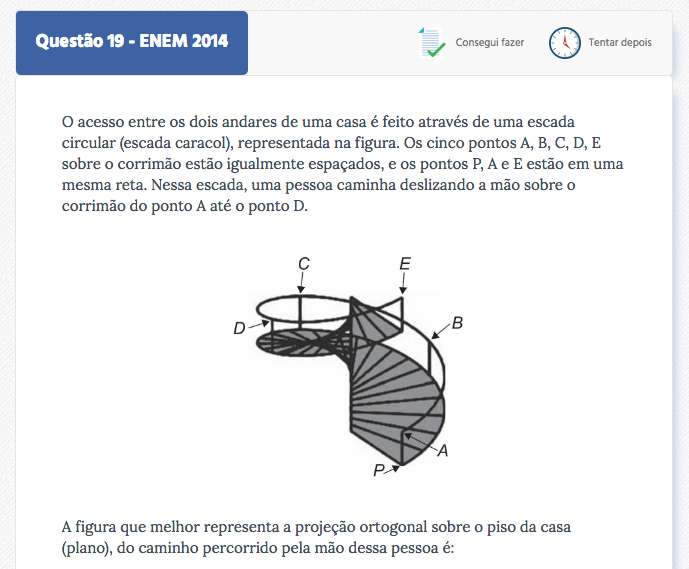 Questão 19 - ENEM 2014
Consegui fazer
Tentar depois
O acesso entre os dois andares de uma casa é feito através de uma escada
circular (escada caracol), representada na figura. Os cinco pontos A, B, C, D, E
sobre o corrimão estão igualmente espaçados, e os pontos P, A e E estão em uma
mesma reta. Nessa escada, uma pessoa caminha deslizando a mão sobre o
corrimão do ponto A até o ponto D.
C
E
D
B
A
P
A figura que melhor representa a projeção ortogonal sobre o piso da casa
(plano), do caminho percorrido pela mão dessa pessoa é: